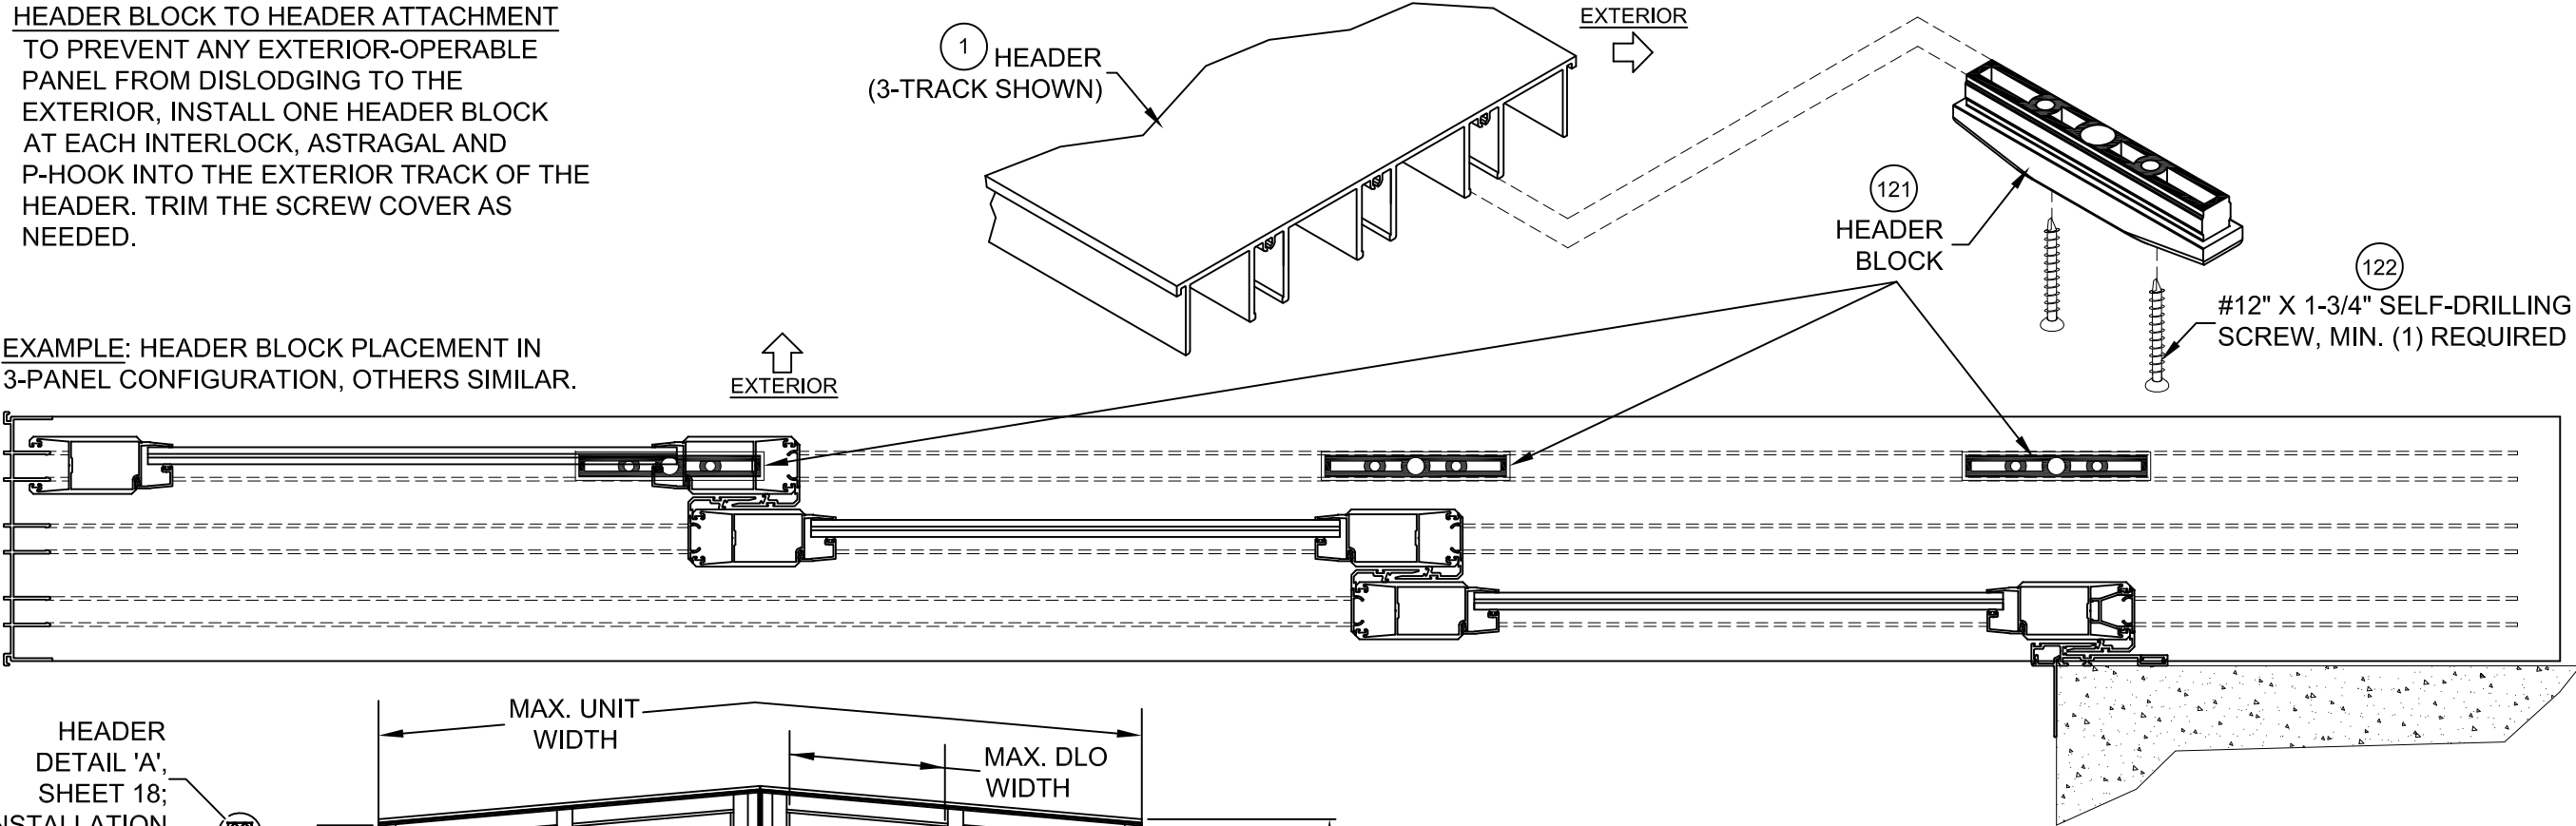 HEADER BLOCK TO HEADER ATTACHMENT
TO PREVENT ANY EXTERIOR-OPERABLE
PANEL FROM DISLODGING TO THE
EXTERIOR, INSTALL ONE HEADER BLOCK
AT EACH INTERLOCK, ASTRAGAL AND
P-HOOK INTO THE EXTERIOR TRACK OF THE
HEADER. TRIM THE SCREW COVER AS
NEEDED.
1 HEADER
(3-TRACK SHOWN)
EXTERIOR
121
HEADER
BLOCK
122
#12" X 1-3/4" SELF-DRILLING
SCREW, MIN. (1) REQUIRED
EXAMPLE: HEADER BLOCK PLACEMENT IN
3-PANEL CONFIGURATION, OTHERS SIMILAR.
EXTERIOR
MAX. UNIT
WIDTH
MAX. DLO
WIDTH
HEADER
DETAIL 'A',
SHEET 18;
NSTALLATION